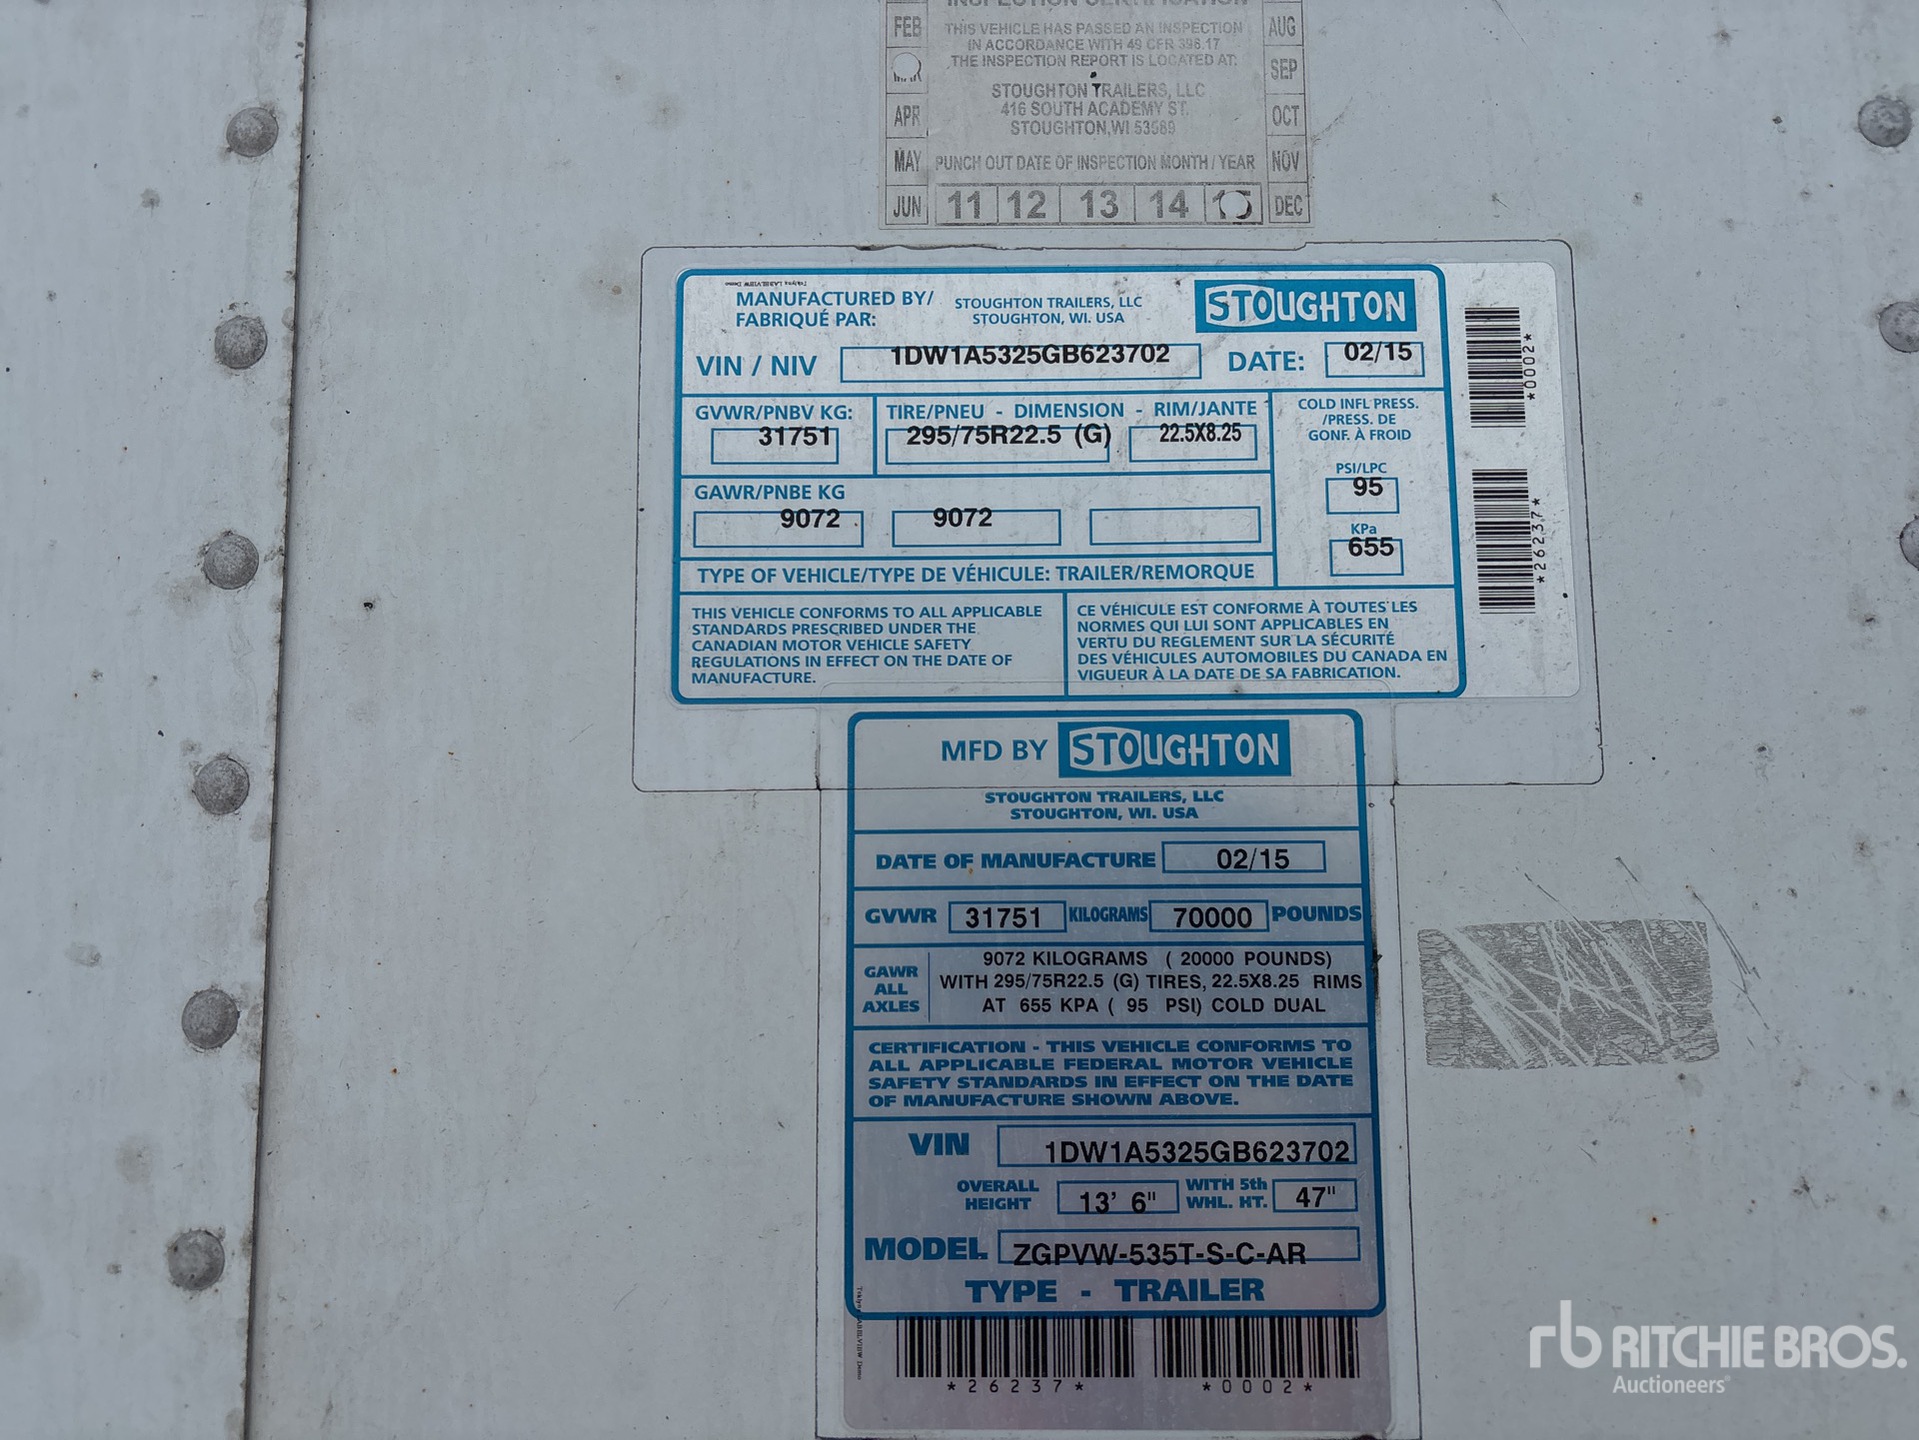 INSPECTION CERTIFICATION
FEB
THIS VEHICLE HAS PASSED AN INSPECTION
AUG
IN ACCORDANCE WITH 49 CFR 396.17
THE INSPECTION REPORT IS LOCATED AT:
SEP
STOUGHTON TRAILERS, LLC
416 SOUTH ACADEMY ST.
STOUGHTON, WI 53589
APR
OCT
MAY
PUNCH OUT DATE OF INSPECTION MONTH / YEAR
NOV
JUN
11 12 13 14 15
DEC
Teklynx LABELVIEW Demo
MANUFACTURED BY/
FABRIQUÉ PAR:
STOUGHTON TRAILERS, LLC
STOUGHTON, WI. USA
STOUGHTON
VIN / NIV 1DW1A5325GB623702 DATE: 02/15
GVWR/PNBV KG:
31751
TIRE/PNEU - DIMENSION - RIM/JANTE
295/75R22.5 (G) 22.5X8.25
COLD INFL PRESS.
/PRESS. DE
GONF. À FROID
PSI/LPC
95
KPa
655
GAWR/PNBE KG
9072 9072
TYPE OF VEHICLE/TYPE DE VÉHICULE: TRAILER/REMORQUE
THIS VEHICLE CONFORMS TO ALL APPLICABLE
STANDARDS PRESCRIBED UNDER THE
CANADIAN MOTOR VEHICLE SAFETY
REGULATIONS IN EFFECT ON THE DATE OF
MANUFACTURE.
CE VÉHICULE EST CONFORME À TOUTES LES
NORMES QUI LUI SONT APPLICABLES EN
VERTU DU REGLEMENT SUR LA SÉCURITÉ
DES VÉHICULES AUTOMOBILES DU CANADA EN
VIGUEUR À LA DATE DE SA FABRICATION.
*0002*
*26237*
MFD BY STOUGHTON
STOUGHTON TRAILERS, LLC
STOUGHTON, WI. USA
DATE OF MANUFACTURE 02/15
GVWR 31751 KILOGRAMS 70000 POUNDS
GAWR
ALL
AXLES
9072 KILOGRAMS ( 20000 POUNDS)
WITH 295/75R22.5 (G) TIRES, 22.5X8.25 RIMS
AT 655 KPA ( 95 PSI) COLD DUAL
CERTIFICATION - THIS VEHICLE CONFORMS TO
ALL APPLICABLE FEDERAL MOTOR VEHICLE
SAFETY STANDARDS IN EFFECT ON THE DATE
OF MANUFACTURE SHOWN ABOVE.
VIN 1DW1A5325GB623702
OVERALL
HEIGHT
13' 6"
WITH 5th
WHL. HT.
47"
MODEL ZGPVW-535T-S-C-AR
TYPE - TRAILER
Teklynx LABELVIEW Demo
*26237* *0002*
rb RITCHIE BROS.
Auctioneers